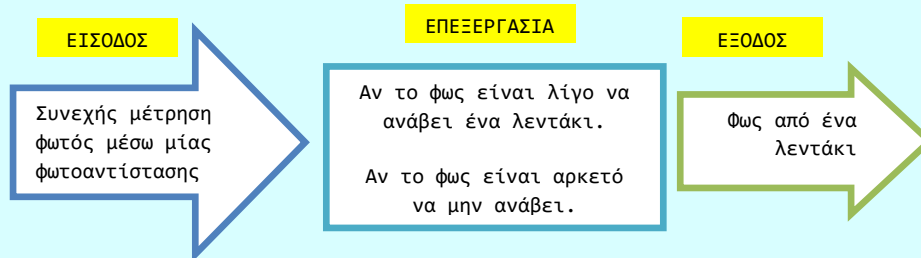 ΕΙΣΟΔΟΣ
Συνεχής μέτρηση
φωτός μέσω μίας
φωτοαντίστασης
ΕΠΕΞΕΡΓΑΣΙΑ
Αν το φως είναι λίγο να
ανάβει ένα λεντάκι.
Αν το φως είναι αρκετό
να μην ανάβει.
ΕΞΟΔΟΣ
Φως από ένα
λεντάκι